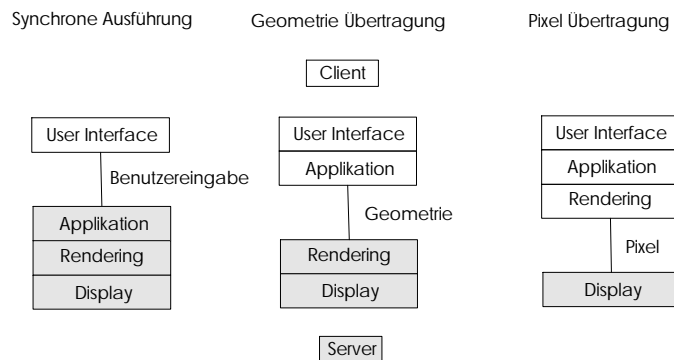 Synchrone Ausführung
Geometrie Übertragung
Pixel Übertragung
Client
User Interface
Benutzereingabe
Applikation
Rendering
Display
User Interface
Applikation
Geometrie
Rendering
Display
User Interface
Applikation
Rendering
Pixel
Display
Server